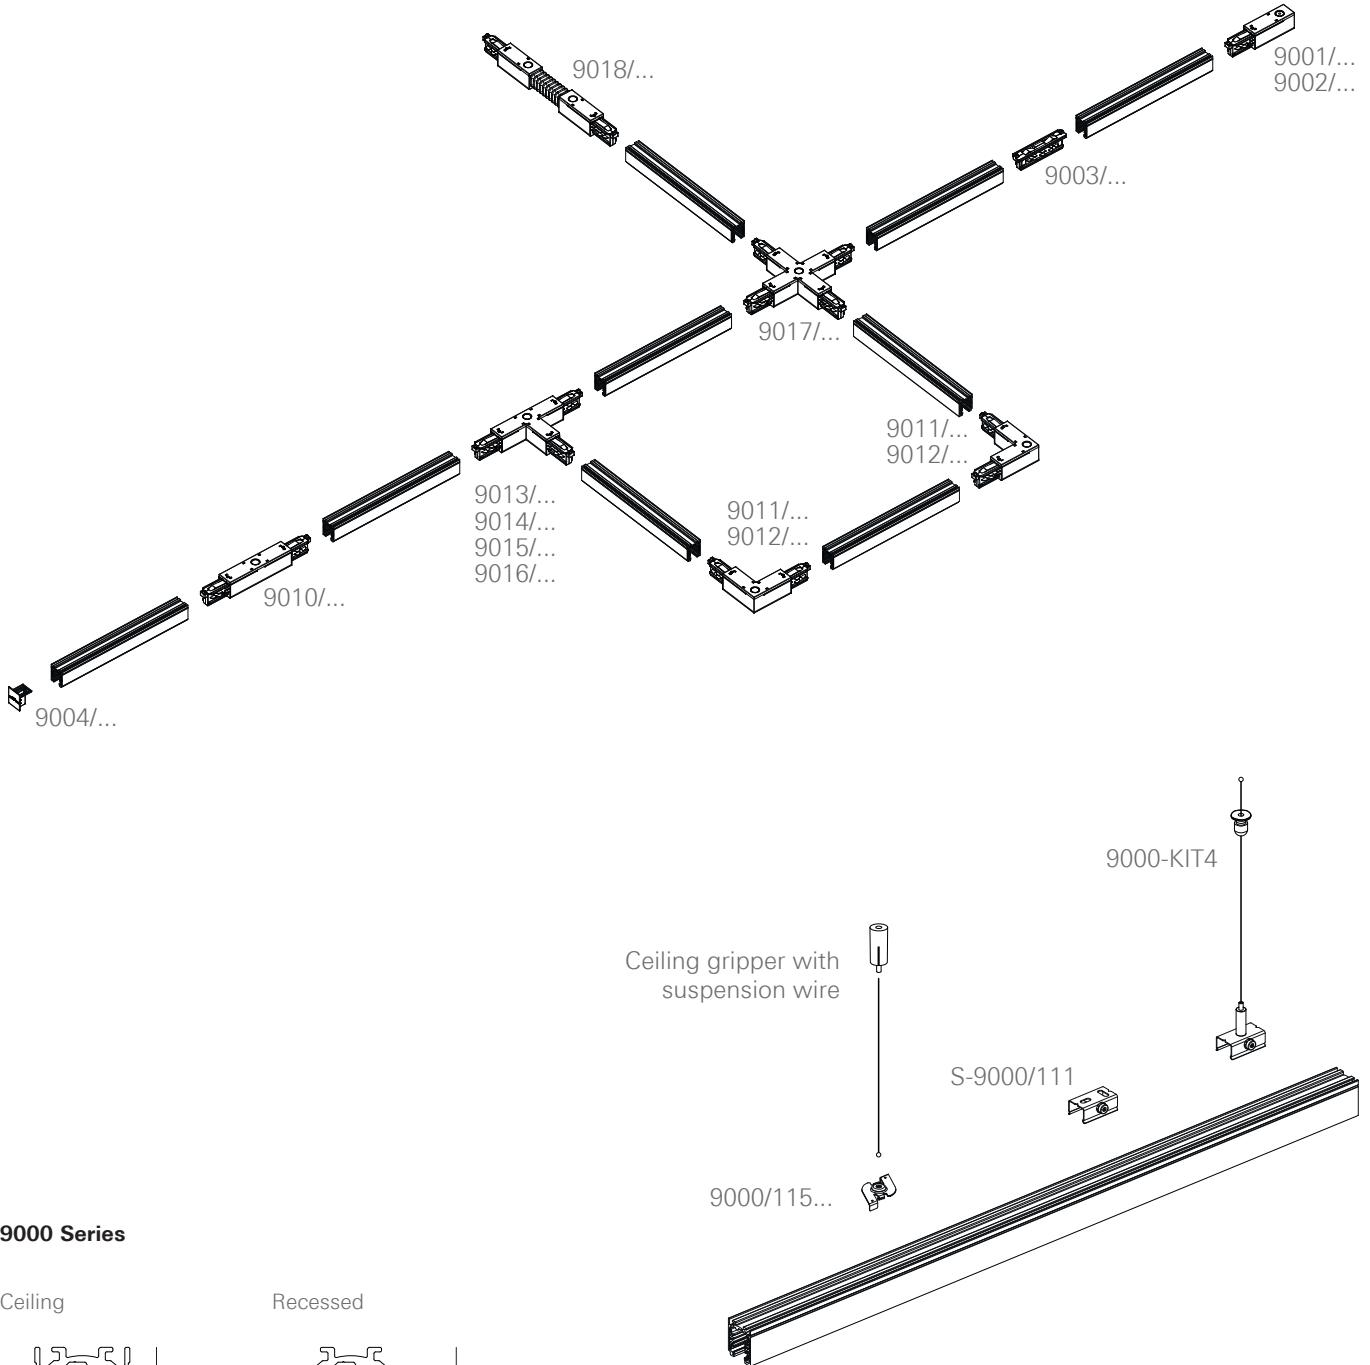 9018/...
9001/...
9002/...
9003/...
9017/...
9011/...
9012/...
9013/...
9014/...
9015/...
9016/...
9011/...
9012/...
9010/...
9004/...
9000-KIT4
Ceiling gripper with
suspension wire
S-9000/111
9000/115...
9000 Series
Ceiling
Recessed